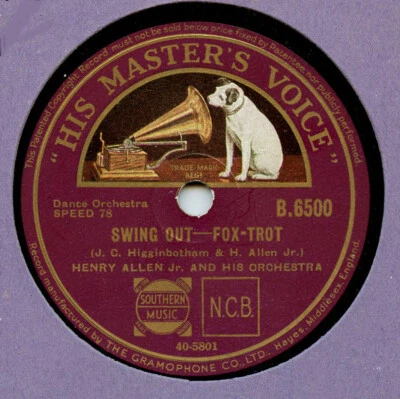 This Patented Copyright Record must not be sold below price fixed by Patentee, nor publicly performed
"HIS MASTER'S VOICE"
TRADE MARK
REGD
Dance Orchestra
SPEED 78
B.6500
SWING OUT—FOX-TROT
(J. C. Higginbotham & H. Allen Jr.)
HENRY ALLEN Jr. AND HIS ORCHESTRA
SOUTHERN
MUSIC
N.C.B.
40-5801
Record manufactured by THE GRAMOPHONE CO., LTD. Hayes, Middlesex, England.